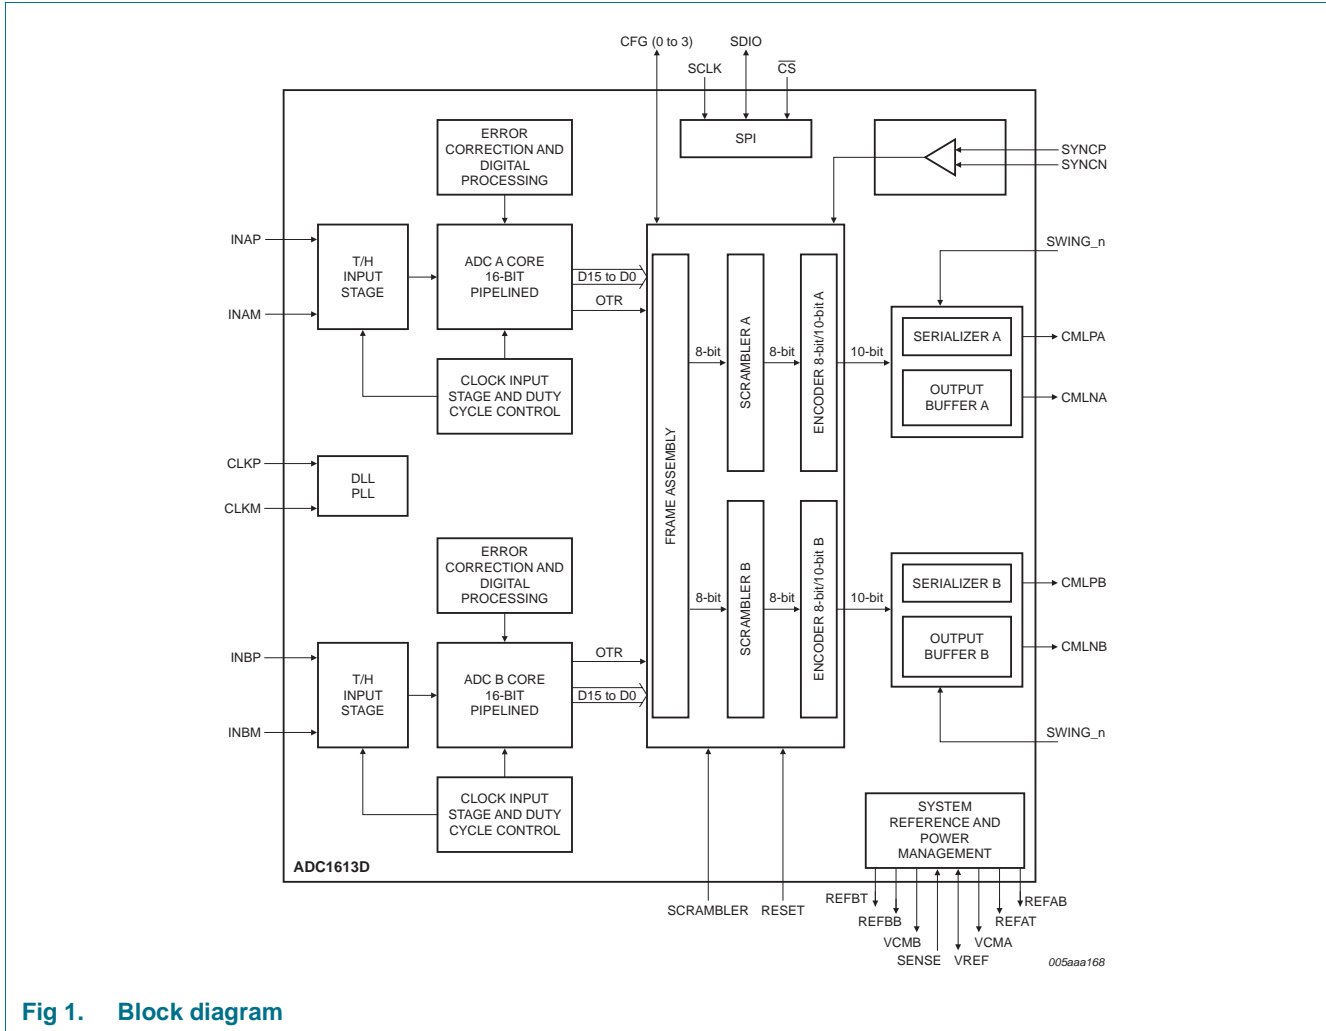 CFG (0 to 3)
SDIO
SCLK
CS
SPI
SYNCP
SYNCN
ERROR
CORRECTION AND
DIGITAL
PROCESSING
INAP
INAM
T/H
INPUT
STAGE
ADC A CORE
16-BIT
PIPELINED
D15 to D0
OTR
CLOCK INPUT
STAGE AND DUTY
CYCLE CONTROL
CLKP
CLKM
DLL
PLL
FRAME ASSEMBLY
8-bit
SCRAMBLER A
8-bit
ENCODER 8-bit/10-bit A
10-bit
SWING_n
SERIALIZER A
OUTPUT
BUFFER A
CMLPA
CMLNA
ERROR
CORRECTION AND
DIGITAL
PROCESSING
INBP
INBM
T/H
INPUT
STAGE
ADC B CORE
16-BIT
PIPELINED
OTR
D15 to D0
CLOCK INPUT
STAGE AND DUTY
CYCLE CONTROL
8-bit
SCRAMBLER B
8-bit
ENCODER 8-bit/10-bit B
10-bit
SERIALIZER B
OUTPUT
BUFFER B
CMLPB
CMLNB
SWING_n
SYSTEM
REFERENCE AND
POWER
MANAGEMENT
ADC1613D
SCRAMBLER
RESET
REFBT
REFBB
VCMB
SENSE
VREF
VCMA
REFAT
REFAB
005aaa168
Fig 1. Block diagram